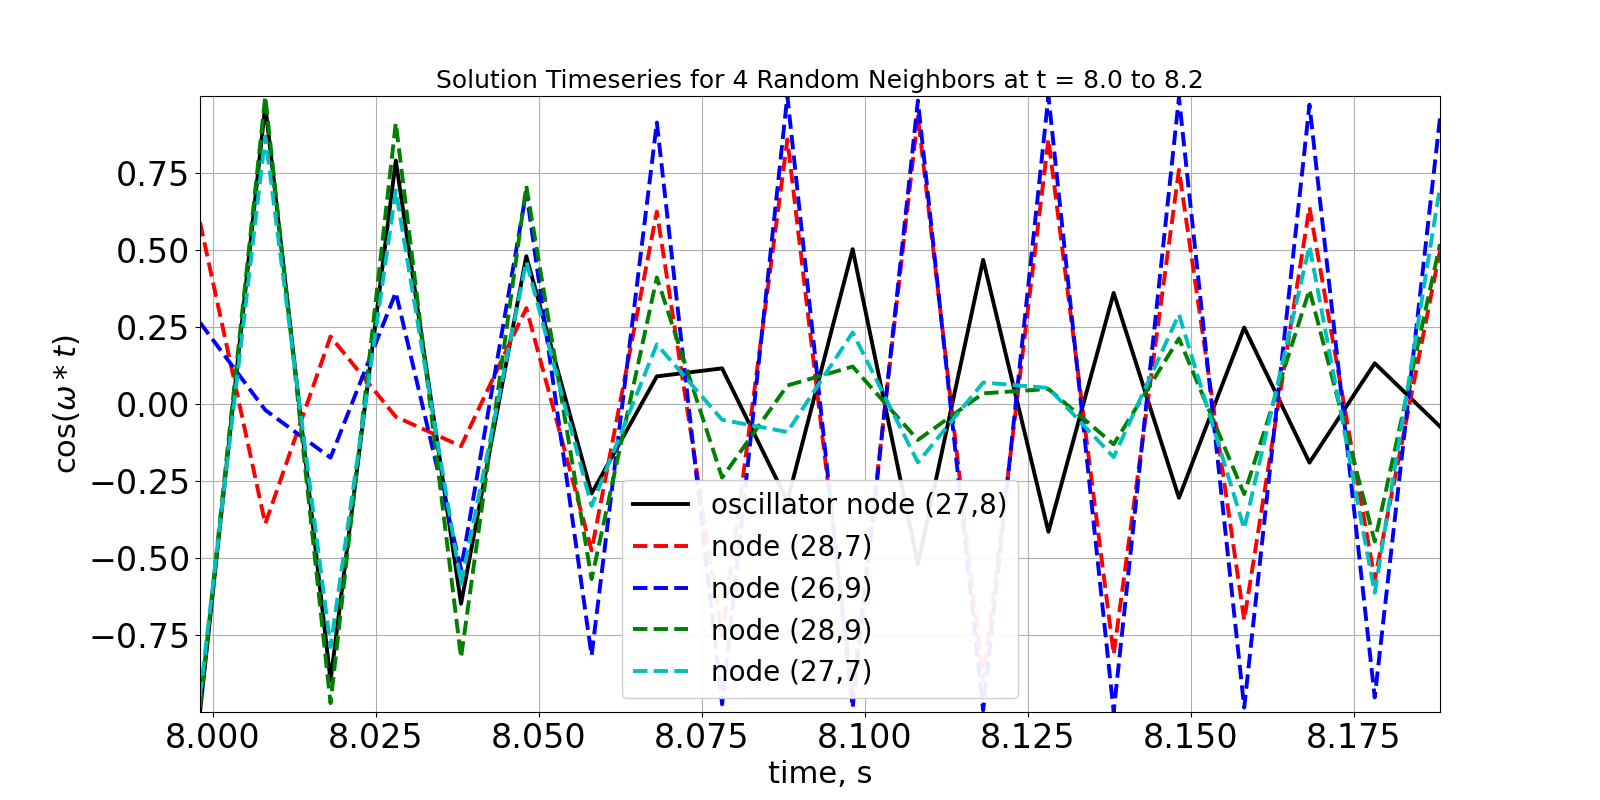 Solution Timeseries for 4 Random Neighbors at t = 8.0 to 8.2
cos(ω * t)
0.75
0.50
0.25
0.00
−0.25
−0.50
−0.75
oscillator node (27,8)
node (28,7)
node (26,9)
node (28,9)
node (27,7)
8.000 8.025 8.050 8.075 8.100 8.125 8.150 8.175
time, s